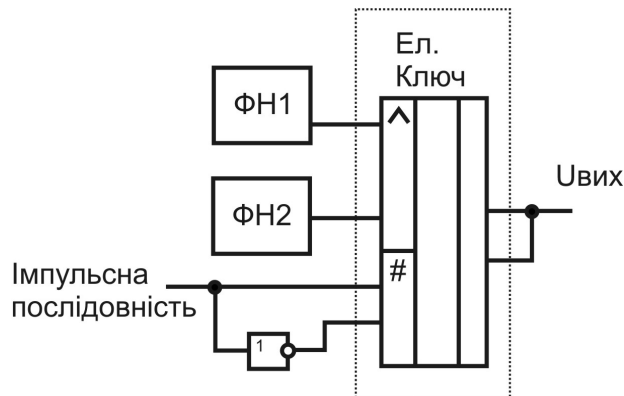 Ел.
Ключ
ФН1
^
ФН2
Uвих
Імпульсна
#
послідовність
1